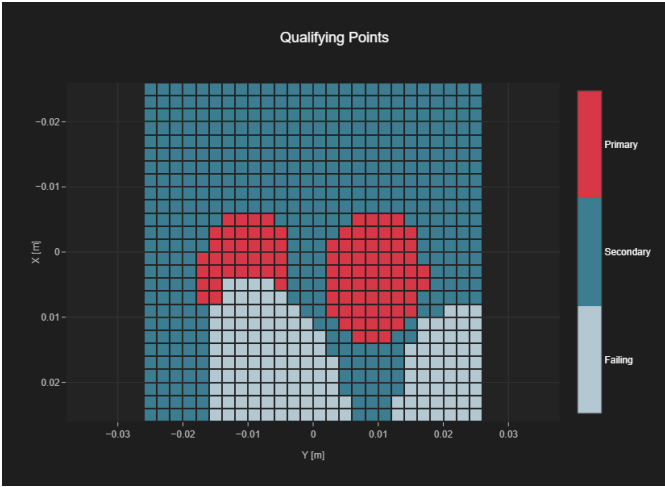 Qualifying Points
−0.02
−0.01
0
0.01
0.02
X [m]
−0.03
−0.02
−0.01
0
0.01
0.02
0.03
Y [m]
Primary
Secondary
Failing